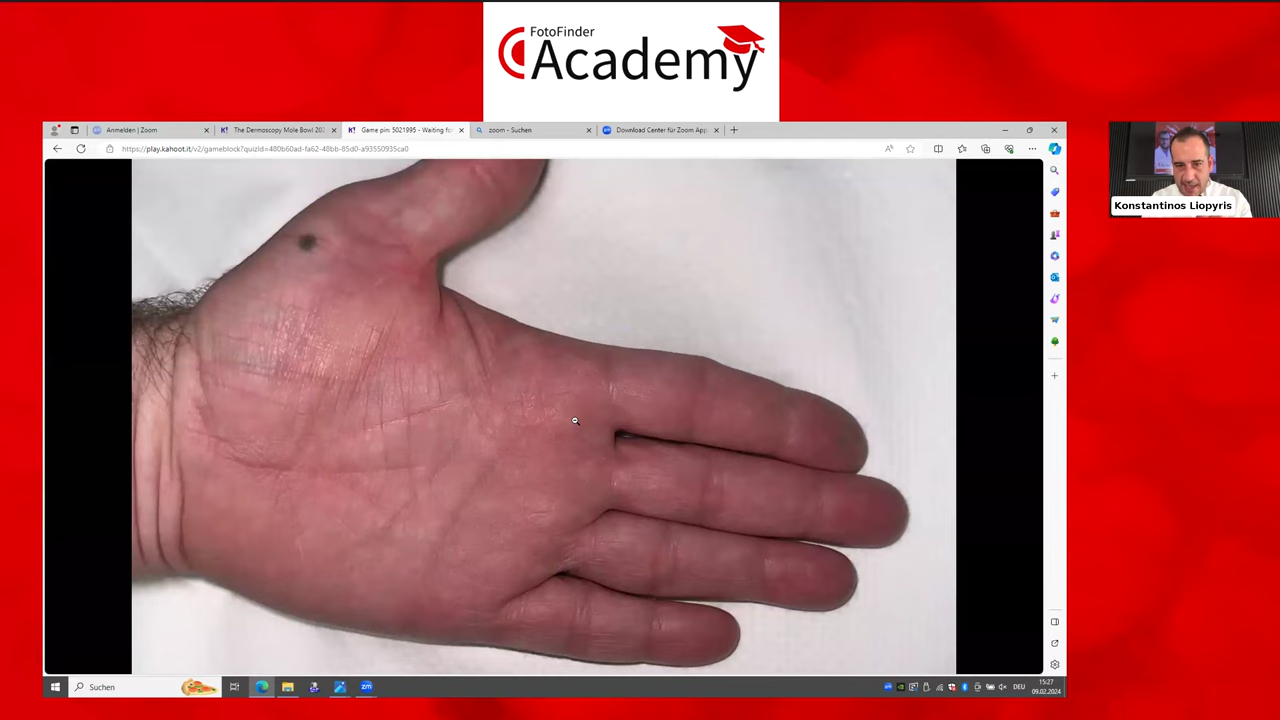 FotoFinder
Academy
Anmelden | Zoom
The Dermoscopy Mole Bowl 202
Game pin: 5021995 - Waiting fo
zoom - Suchen
Download Center für Zoom App
https://play.kahoot.it/v2/gameblock?quizId=480b60ad-fa62-48bb-85d0-a93550935ca0
Konstantinos Liopyris
Suchen
DEU
15:27
09.02.2024